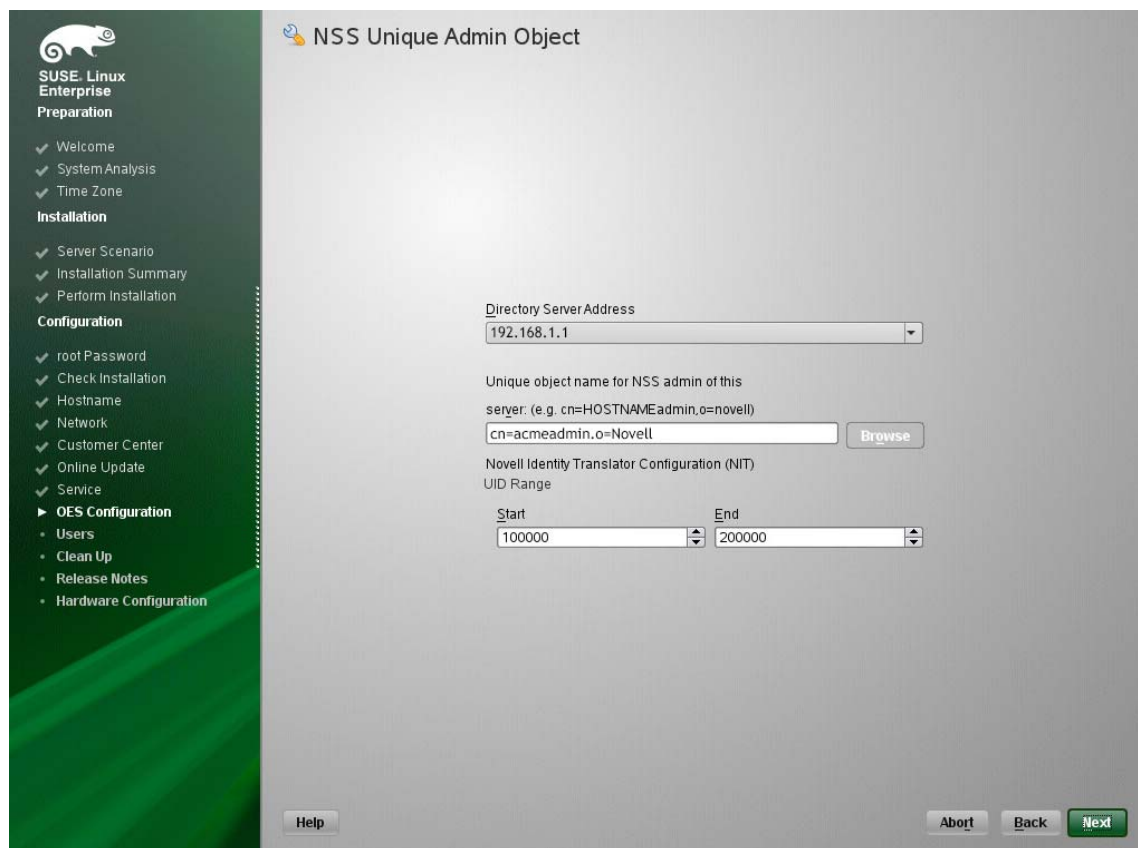 SUSE. Linux
Enterprise
Preparation
Welcome
System Analysis
Time Zone
Installation
Server Scenario
Installation Summary
Perform Installation
Configuration
root Password
Check Installation
Hostname
Network
Customer Center
Online Update
Service
OES Configuration
Users
Clean Up
Release Notes
Hardware Configuration
NSS Unique Admin Object
Directory Server Address
192.168.1.1
Unique object name for NSS admin of this
server: (e.g. cn=HOSTNAMEadmin,o=novell)
cn=acmeadmin.o=Novell
Browse
Novell Identity Translator Configuration (NIT)
UID Range
Start End
100000 200000
Help Abort Back Next